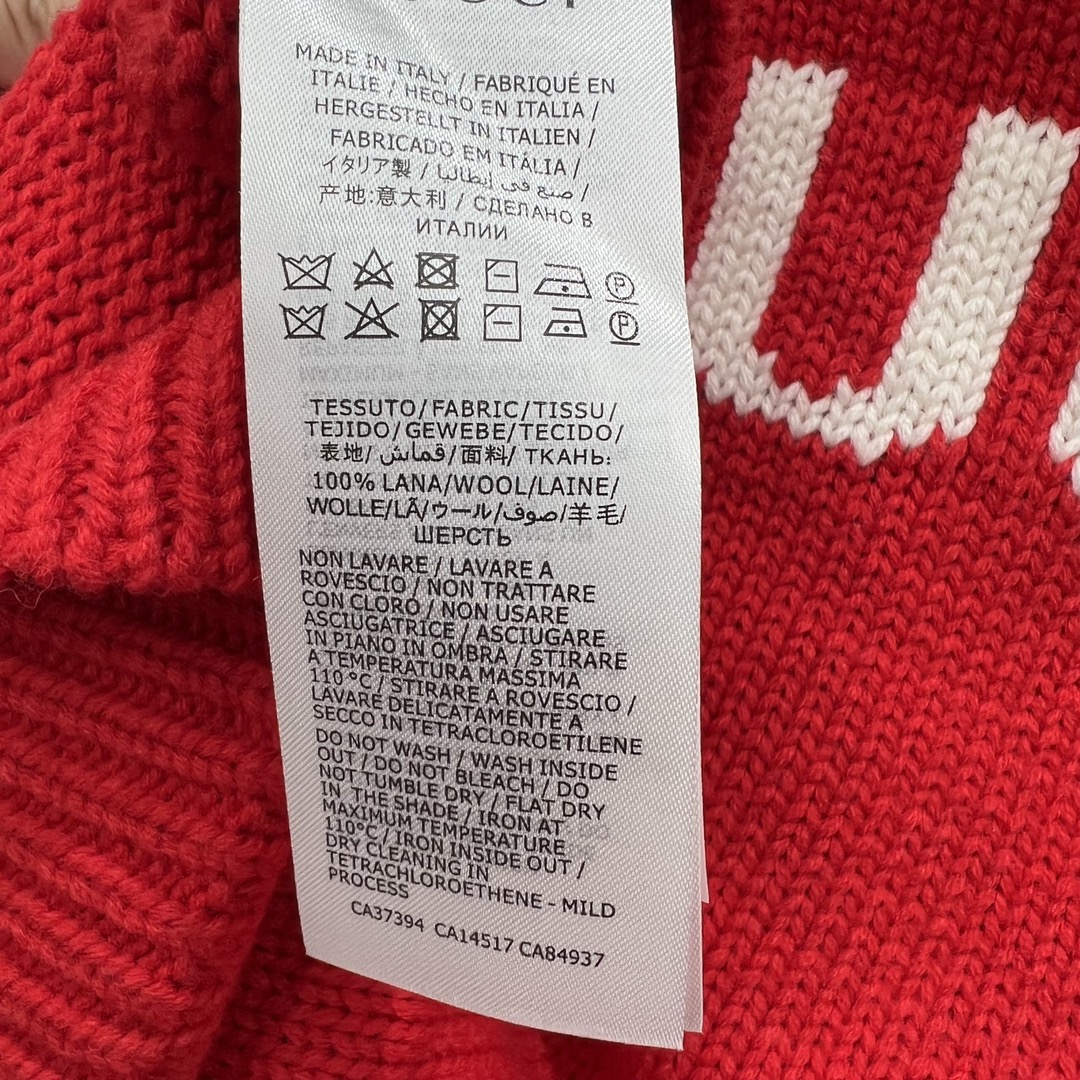 MADE IN ITALY / FABRIQUÉ EN
ITALIE / HECHO EN ITALIA /
HERGESTELLT IN ITALIEN /
FABRICADO EM ITÁLIA /
イタリア製 / صنع في إيطاليا /
产地:意大利 / СДЕЛАНО В
ИТАЛИИ
P
P
TESSUTO/FABRIC/TISSU/
TEJIDO/GEWEBE/TECIDO/
表地/ قماش/面料/ ТКАНЬ:
100% LANA/WOOL/LAINE/
WOLLE/LÃ/ウール/صوف/羊毛/
ШЕРСТЬ
NON LAVARE / LAVARE A
ROVESCIO / NON TRATTARE
CON CLORO / NON USARE
ASCIUGATRICE / ASCIUGARE
IN PIANO IN OMBRA / STIRARE
A TEMPERATURA MASSIMA
110 °C / STIRARE A ROVESCIO /
LAVARE DELICATAMENTE A
SECCO IN TETRACLOROETILENE
DO NOT WASH / WASH INSIDE
OUT / DO NOT BLEACH / DO
NOT TUMBLE DRY / FLAT DRY
IN THE SHADE / IRON AT
MAXIMUM TEMPERATURE
110°C / IRON INSIDE OUT /
DRY CLEANING IN
TETRACHLOROETHENE - MILD
PROCESS
CA37394 CA14517 CA84937